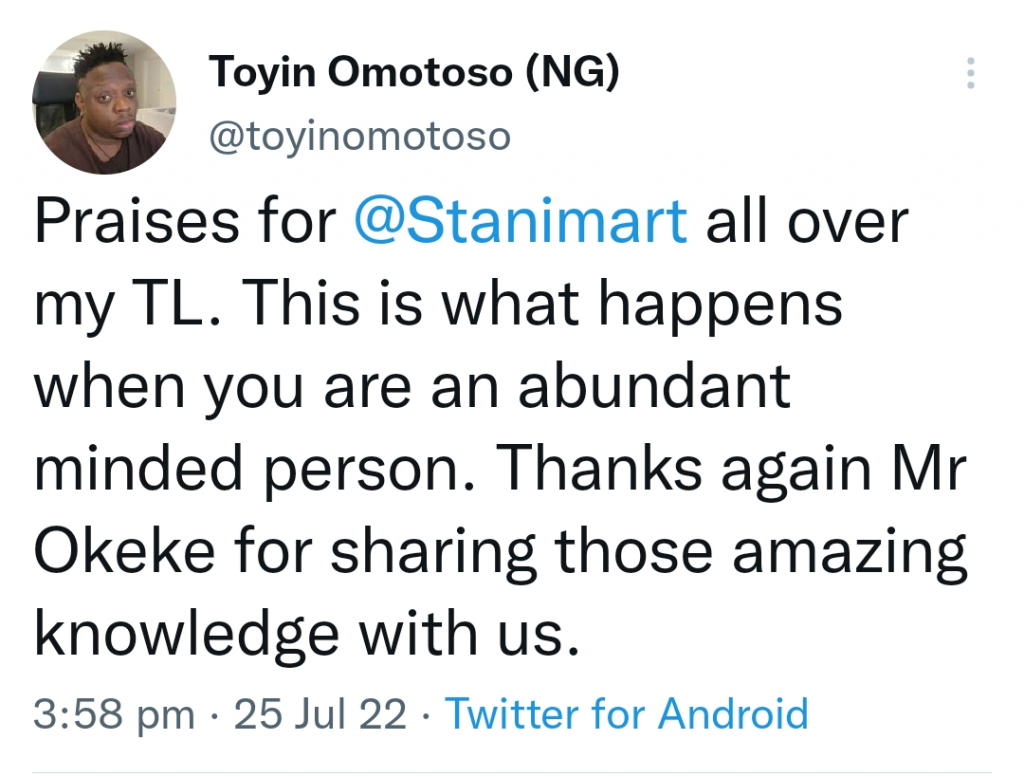 Toyin Omotoso (NG)
@toyinomotoso
Praises for @Stanimart all over
my TL. This is what happens
when you are an abundant
minded person. Thanks again Mr
Okeke for sharing those amazing
knowledge with us.
3:58 pm · 25 Jul 22 · Twitter for Android